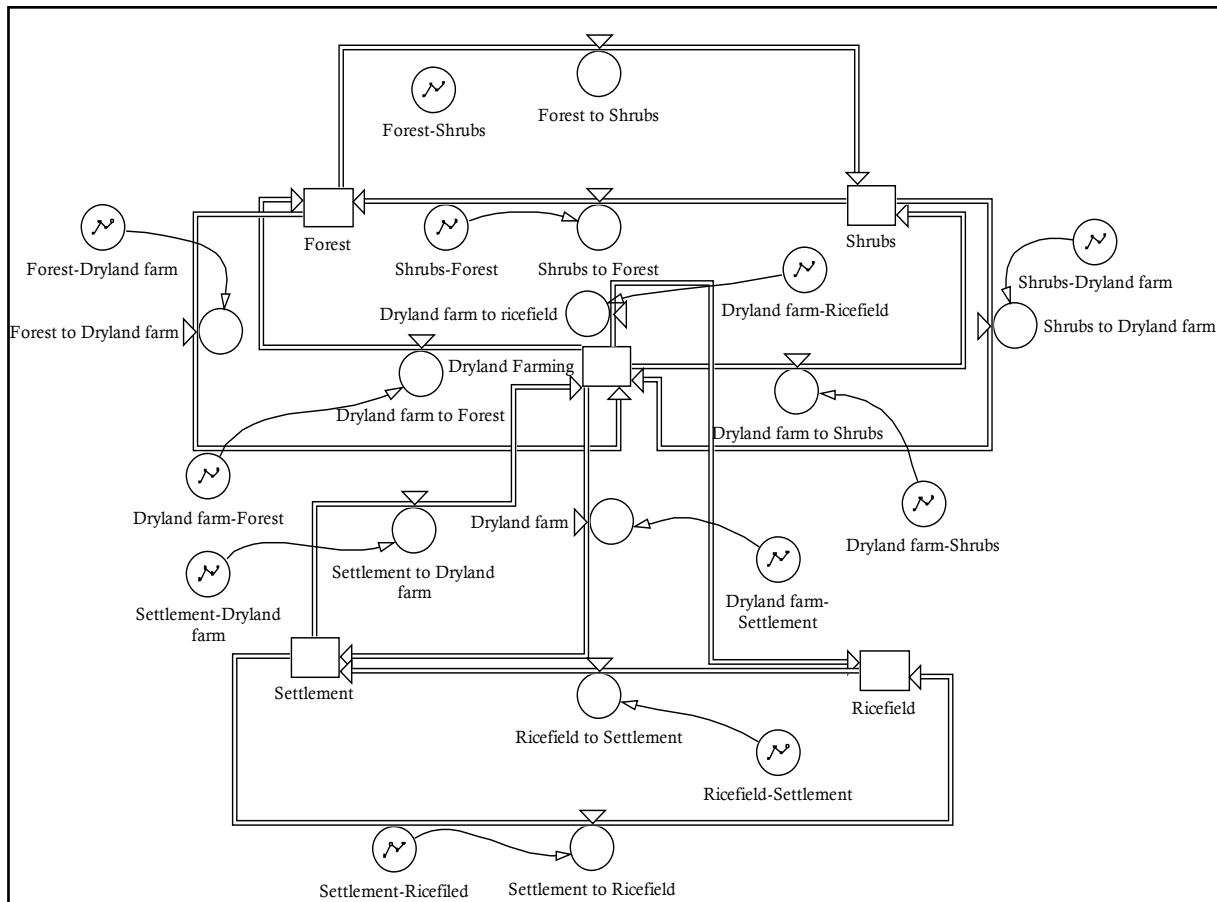 Forest to Shrubs
Forest-Shrubs
Forest
Shrubs
Forest-Dryland farm
Shrubs-Forest
Shrubs to Forest
Shrubs-Dryland farm
Dryland farm to ricefield
Dryland farm-Ricefield
Forest to Dryland farm
Shrubs to Dryland farm
Dryland Farming
Dryland farm to Forest
Dryland farm to Shrubs
Dryland farm-Forest
Dryland farm
Dryland farm-Shrubs
Settlement to Dryland
farm
Settlement-Dryland
farm
Dryland farm-
Settlement
Settlement
Ricefield
Ricefield to Settlement
Ricefield-Settlement
Settlement-Ricefiled
Settlement to Ricefield